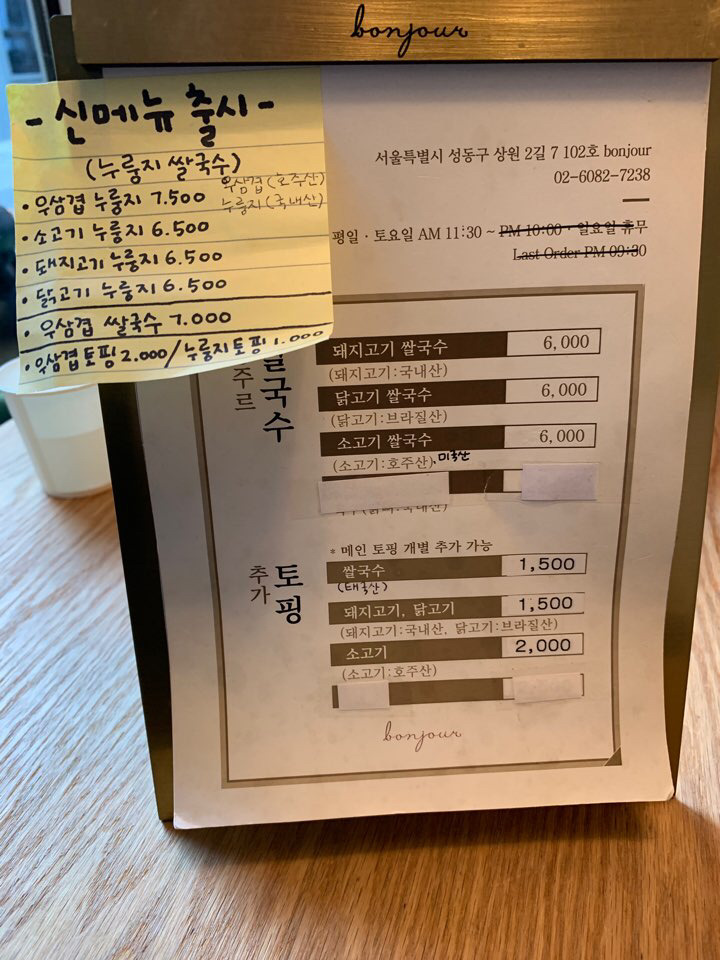 bonjour
- 신메뉴 출시 -
(누룽지 쌀국수)
우삼겹(호주산)
누룽지(국내산)
· 우삼겹 누룽지 7.500
· 소고기 누룽지 6.500
· 돼지고기 누룽지 6.500
· 닭고기 누룽지 6.500
· 우삼겹 쌀국수 7.000
· 우삼겹토핑 2.000/누룽지토핑 1.000
서울특별시 성동구 상원 2길 7 102호 bonjour
02-6082-7238
평일 · 토요일 AM 11:30 ~ PM 10:00 · 일요일 휴무
Last Order PM 09:30
쌀국수
주르
돼지고기 쌀국수 6,000
(돼지고기:국내산)
닭고기 쌀국수 6,000
(닭고기:브라질산)
소고기 쌀국수 6,000
(소고기:호주산), 미국산
* 메인 토핑 개별 추가 가능
토핑
추가
쌀국수 1,500
(태국산)
돼지고기, 닭고기 1,500
(돼지고기:국내산, 닭고기:브라질산)
소고기 2,000
(소고기:호주산)
bonjour